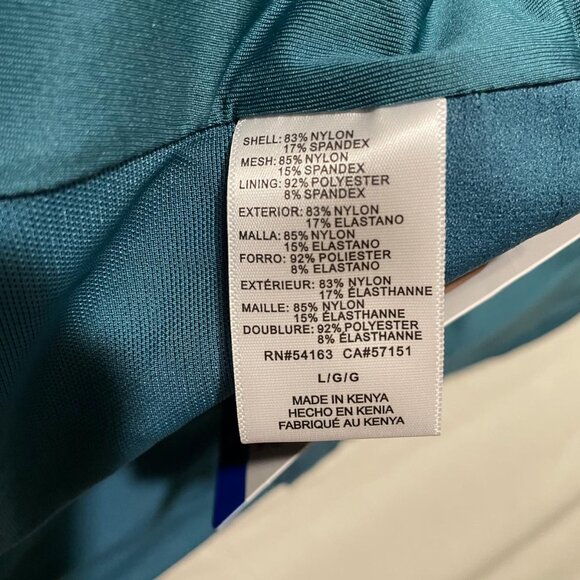 SHELL: 83% NYLON
17% SPANDEX
MESH: 85% NYLON
15% SPANDEX
LINING: 92% POLYESTER
8% SPANDEX
EXTERIOR: 83% NYLON
17% ELASTANO
MALLA: 85% NYLON
15% ELASTANO
FORRO: 92% POLIESTER
8% ELASTANO
EXTÉRIEUR: 83% NYLON
17% ÉLASTHANNE
MAILLE: 85% NYLON
15% ÉLASTHANNE
DOUBLURE: 92% POLYESTER
8% ÉLASTHANNE
RN#54163 CA#57151
L/G/G
MADE IN KENYA
HECHO EN KENIA
FABRIQUÉ AU KENYA